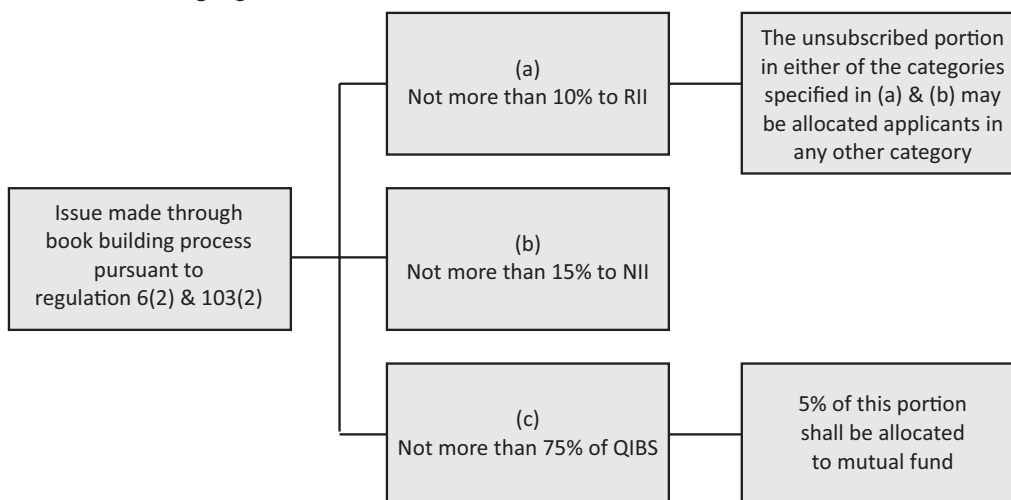 Issue made through
book building process
pursuant to
regulation 6(2) & 103(2)
(a)
Not more than 10% to RII
The unsubscribed portion
in either of the categories
specified in (a) & (b) may
be allocated applicants in
any other category
(b)
Not more than 15% to NII
(c)
Not more than 75% of QIBS
5% of this portion
shall be allocated
to mutual fund